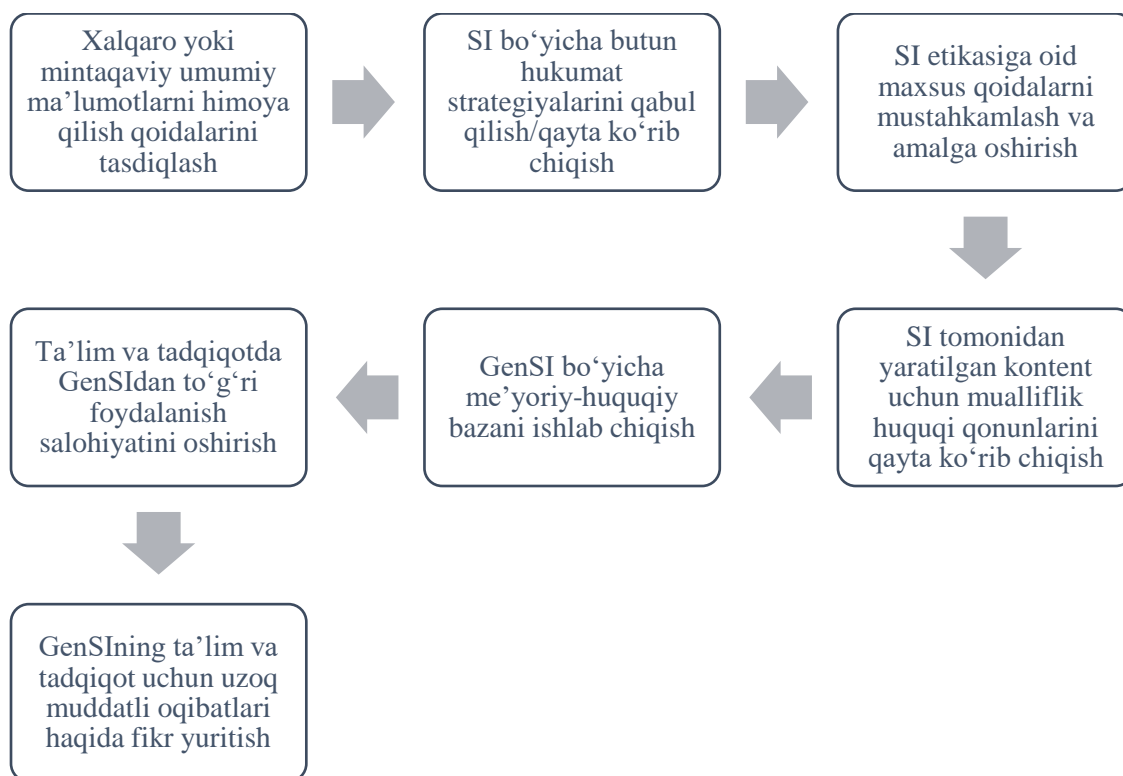 Xalqaro yoki
mintaqaviy umumiy
ma’lumotlarni himoya
qilish qoidalarini
tasdiqlash
SI bo‘yicha butun
hukumat
strategiyalarini qabul
qilish/qayta ko‘rib
chiqish
SI etikasiga oid
maxsus qoidalarni
mustahkamlash va
amalga oshirish
SI tomonidan
yaratilgan kontent
uchun mualliflik
huquqi qonunlarini
qayta ko‘rib chiqish
GenSI bo‘yicha
me’yoriy-huquqiy
bazani ishlab chiqish
Ta’lim va tadqiqotda
GenSIdan to‘g‘ri
foydalanish
salohiyatini oshirish
GenSIning ta’lim va
tadqiqot uchun uzoq
muddatli oqibatlari
haqida fikr yuritish